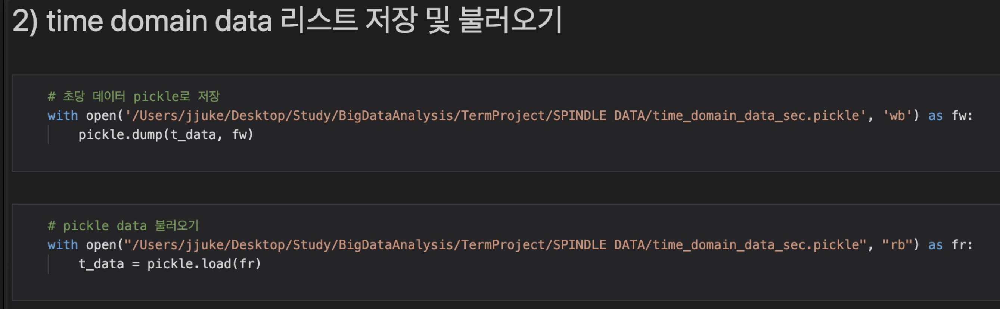 2) time domain data 리스트 저장 및 불러오기
# 초당 데이터 pickle로 저장
with open('/Users/jjuke/Desktop/Study/BigDataAnalysis/TermProject/SPINDLE DATA/time_domain_data_sec.pickle', 'wb') as fw:
    pickle.dump(t_data, fw)
# pickle data 불러오기
with open("/Users/jjuke/Desktop/Study/BigDataAnalysis/TermProject/SPINDLE DATA/time_domain_data_sec.pickle", "rb") as fr:
    t_data = pickle.load(fr)